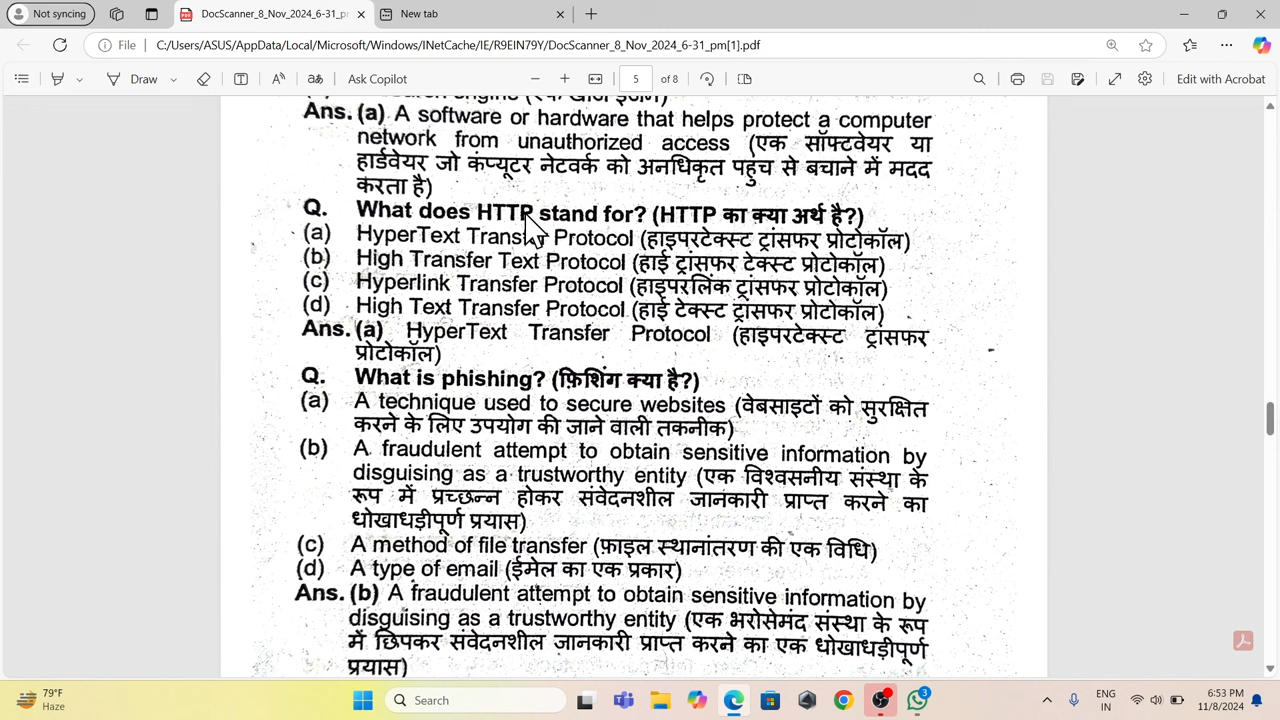 Not syncing
DocScanner_8_Nov_2024_6-31_pr
New tab
File
C:/Users/ASUS/AppData/Local/Microsoft/Windows/INetCache/IE/R9EIN79Y/DocScanner_8_Nov_2024_6-31_pm[1].pdf
Draw
Ask Copilot
5
of 8
Edit with Acrobat
Ans. (a) A software or hardware that helps protect a computer
network from unauthorized access (एक सॉफ्टवेयर या
हार्डवेयर जो कंप्यूटर नेटवर्क को अनधिकृत पहुंच से बचाने में मदद
करता है)
Q. What does HTTP stand for? (HTTP का क्या अर्थ है?)
(a) HyperText Transfer Protocol (हाइपरटेक्स्ट ट्रांसफर प्रोटोकॉल)
(b) High Transfer Text Protocol (हाई ट्रांसफर टेक्स्ट प्रोटोकॉल)
(c) Hyperlink Transfer Protocol (हाइपरलिंक ट्रांसफर प्रोटोकॉल)
(d) High Text Transfer Protocol (हाई टेक्स्ट ट्रांसफर प्रोटोकॉल)
Ans. (a) HyperText Transfer Protocol (हाइपरटेक्स्ट ट्रांसफर
प्रोटोकॉल)
Q. What is phishing? (फ़िशिंग क्या है?)
(a) A technique used to secure websites (वेबसाइटों को सुरक्षित
करने के लिए उपयोग की जाने वाली तकनीक)
(b) A fraudulent attempt to obtain sensitive information by
disguising as a trustworthy entity (एक विश्वसनीय संस्था के
रूप में प्रच्छन्न होकर संवेदनशील जानकारी प्राप्त करने का
धोखाधड़ीपूर्ण प्रयास)
(c) A method of file transfer (फ़ाइल स्थानांतरण की एक विधि)
(d) A type of email (ईमेल का एक प्रकार)
Ans. (b) A fraudulent attempt to obtain sensitive information by
disguising as a trustworthy entity (एक भरोसेमंद संस्था के रूप
में छिपकर संवेदनशील जानकारी प्राप्त करने का एक धोखाधड़ीपूर्ण
प्रयास)
79°F
Haze
Search
3
ENG
IN
6:53 PM
11/8/2024